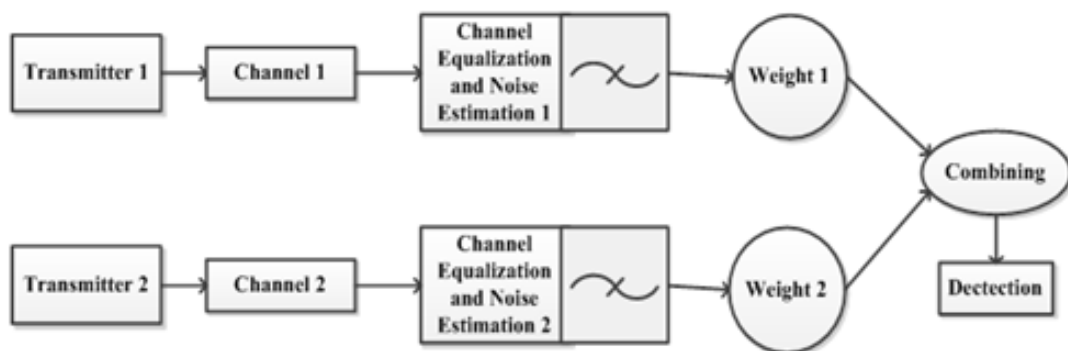 Transmitter 1
Channel 1
Channel
Equalization
and Noise
Estimation 1
Weight 1
Combining
Transmitter 2
Channel 2
Channel
Equalization
and Noise
Estimation 2
Weight 2
Dectection